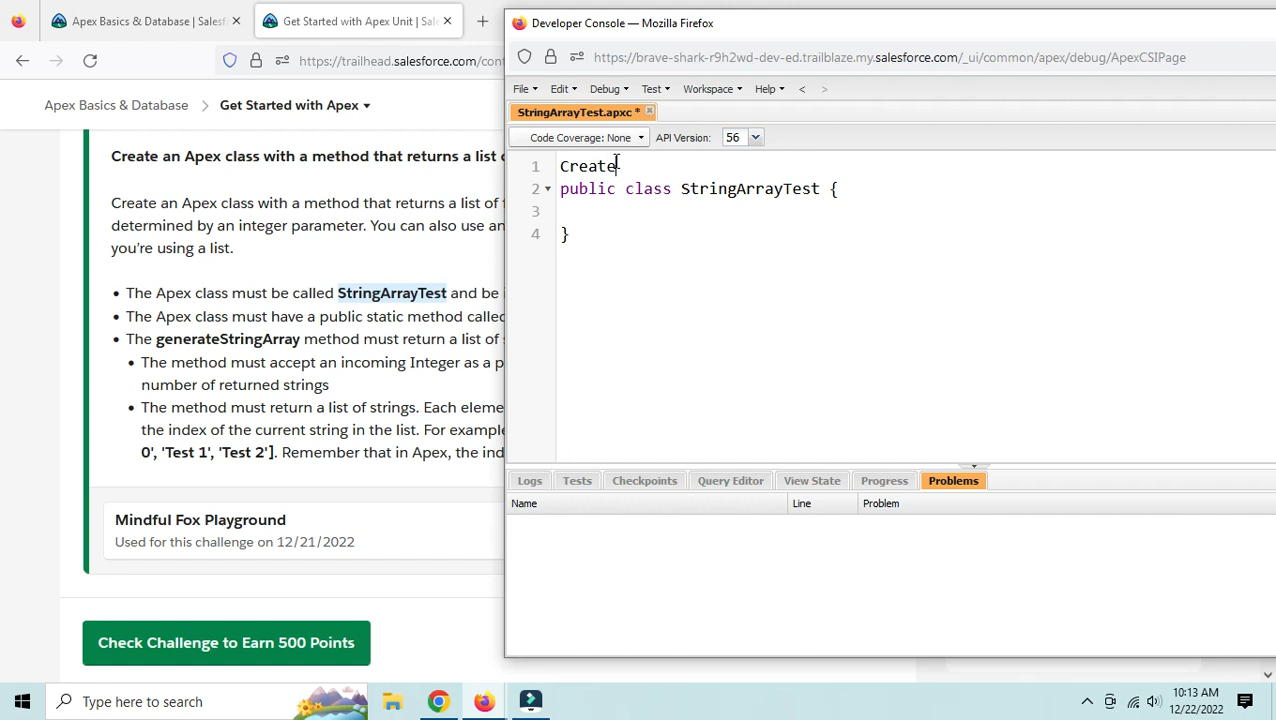 Apex Basics & Database | Salesf
Get Started with Apex Unit | Sal
Developer Console — Mozilla Firefox
https://trailhead.salesforce.com/con
https://brave-shark-r9h2wd-dev-ed.trailblaze.my.salesforce.com/_ui/common/apex/debug/ApexCSIPage
Apex Basics & Database
Get Started with Apex
File Edit Debug Test Workspace Help < >
StringArrayTest.apxc *
Code Coverage: None API Version: 56
Create an Apex class with a method that returns a list o
Create an Apex class with a method that returns a list of f
determined by an integer parameter. You can also use an
you're using a list.
The Apex class must be called StringArrayTest and be i
The Apex class must have a public static method called
The generateStringArray method must return a list of s
The method must accept an incoming Integer as a p
number of returned strings
The method must return a list of strings. Each eleme
the index of the current string in the list. For example
0', 'Test 1', 'Test 2']. Remember that in Apex, the ind
1 Create
2 public class StringArrayTest {
3
4 }
Logs Tests Checkpoints Query Editor View State Progress Problems
Name Line Problem
Mindful Fox Playground
Used for this challenge on 12/21/2022
Check Challenge to Earn 500 Points
Type here to search
10:13 AM
12/22/2022